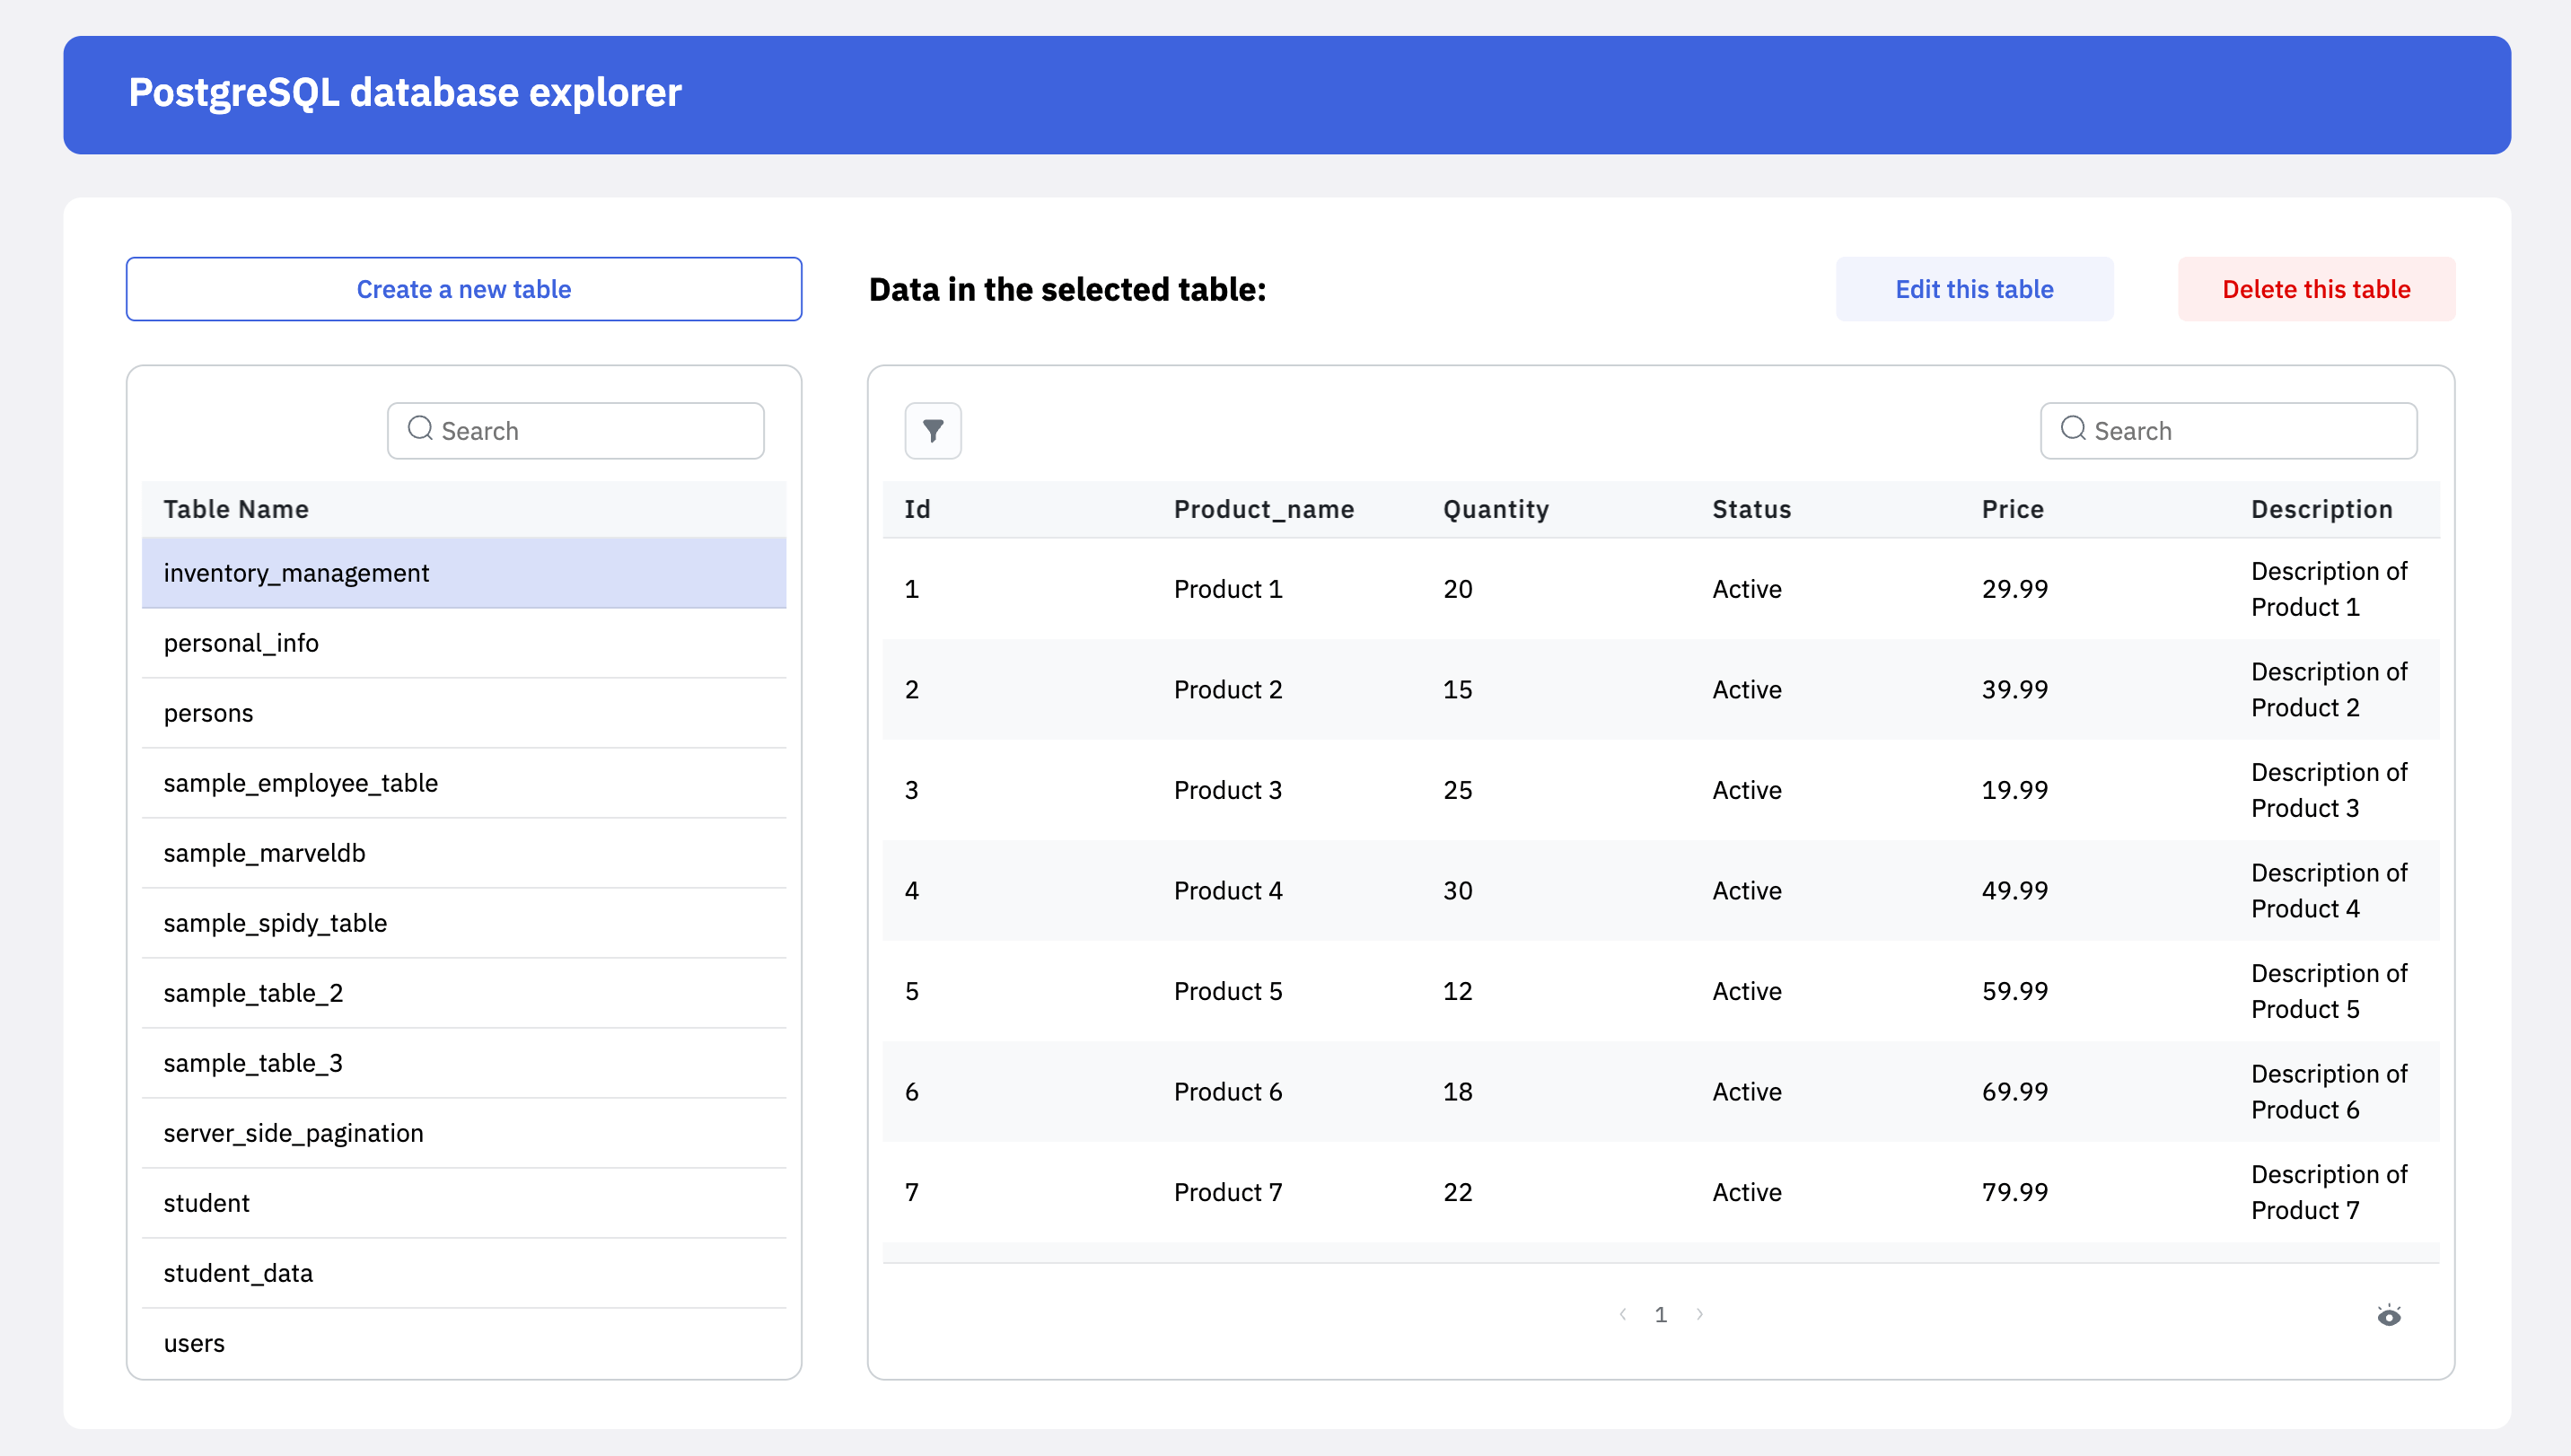 PostgreSQL database explorer
Create a new table
Data in the selected table:
Edit this table
Delete this table
Search
Table Name
inventory_management
personal_info
persons
sample_employee_table
sample_marveldb
sample_spidy_table
sample_table_2
sample_table_3
server_side_pagination
student
student_data
users
Search
Id Product_name Quantity Status Price Description
1 Product 1 20 Active 29.99 Description of
Product 1
2 Product 2 15 Active 39.99 Description of
Product 2
3 Product 3 25 Active 19.99 Description of
Product 3
4 Product 4 30 Active 49.99 Description of
Product 4
5 Product 5 12 Active 59.99 Description of
Product 5
6 Product 6 18 Active 69.99 Description of
Product 6
7 Product 7 22 Active 79.99 Description of
Product 7
1